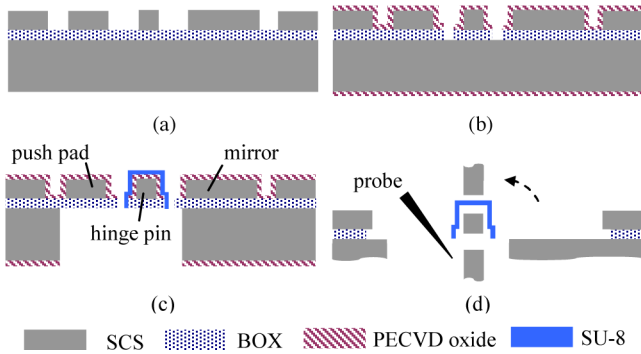 (a)
(b)
push pad
mirror
hinge pin
probe
(c)
(d)
SCS
BOX
PECVD oxide
SU-8